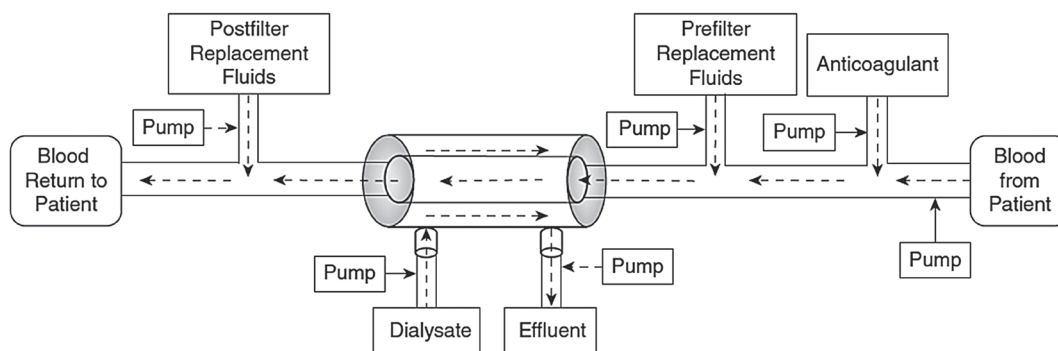 Postfilter
Replacement
Fluids
Prefilter
Replacement
Fluids
Anticoagulant
Pump
Pump
Pump
Blood
Return to
Patient
Blood
from
Patient
Pump
Pump
Pump
Dialysate
Effluent